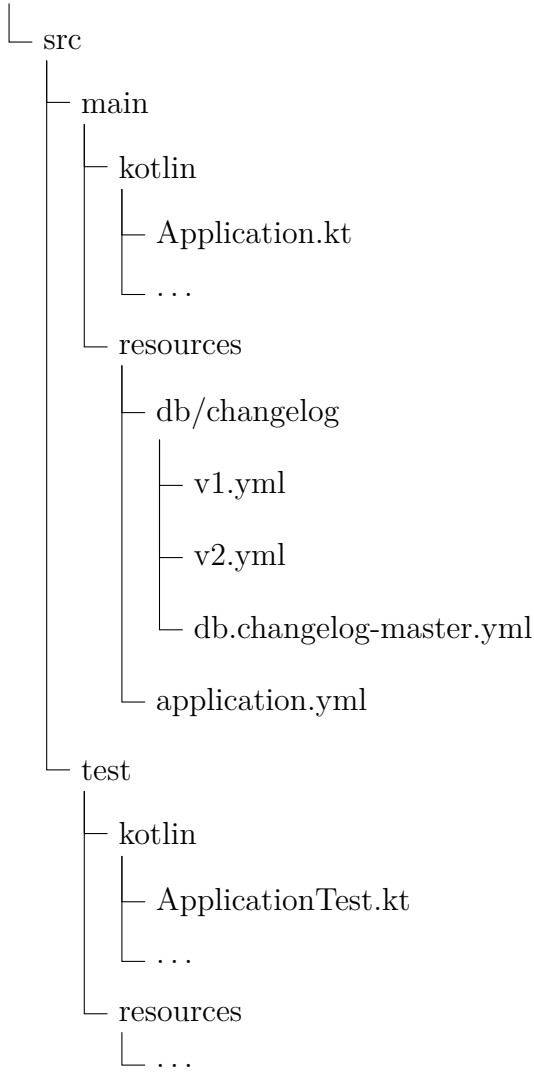 src
main
kotlin
Application.kt
...
resources
db/changelog
v1.yml
v2.yml
db.changelog-master.yml
application.yml
test
kotlin
ApplicationTest.kt
...
resources
...